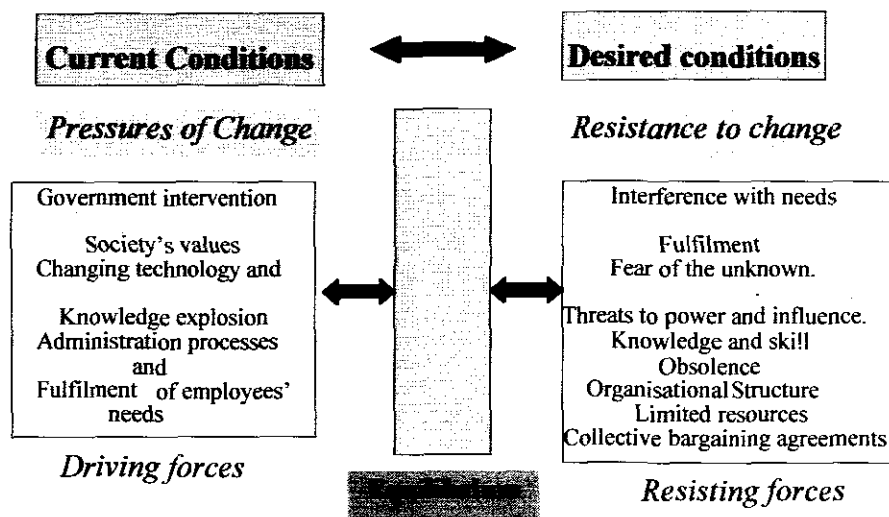 Current Conditions
Desired conditions
Pressures of Change
Resistance to change
Government intervention
Society's values
Changing technology and
Knowledge explosion
Administration processes
and
Fulfilment of employees'
needs
Driving forces
Interference with needs
Fulfilment
Fear of the unknown.
Threats to power and influence.
Knowledge and skill
Obsolence
Organisational Structure
Limited resources
Collective bargaining agreements
Resisting forces